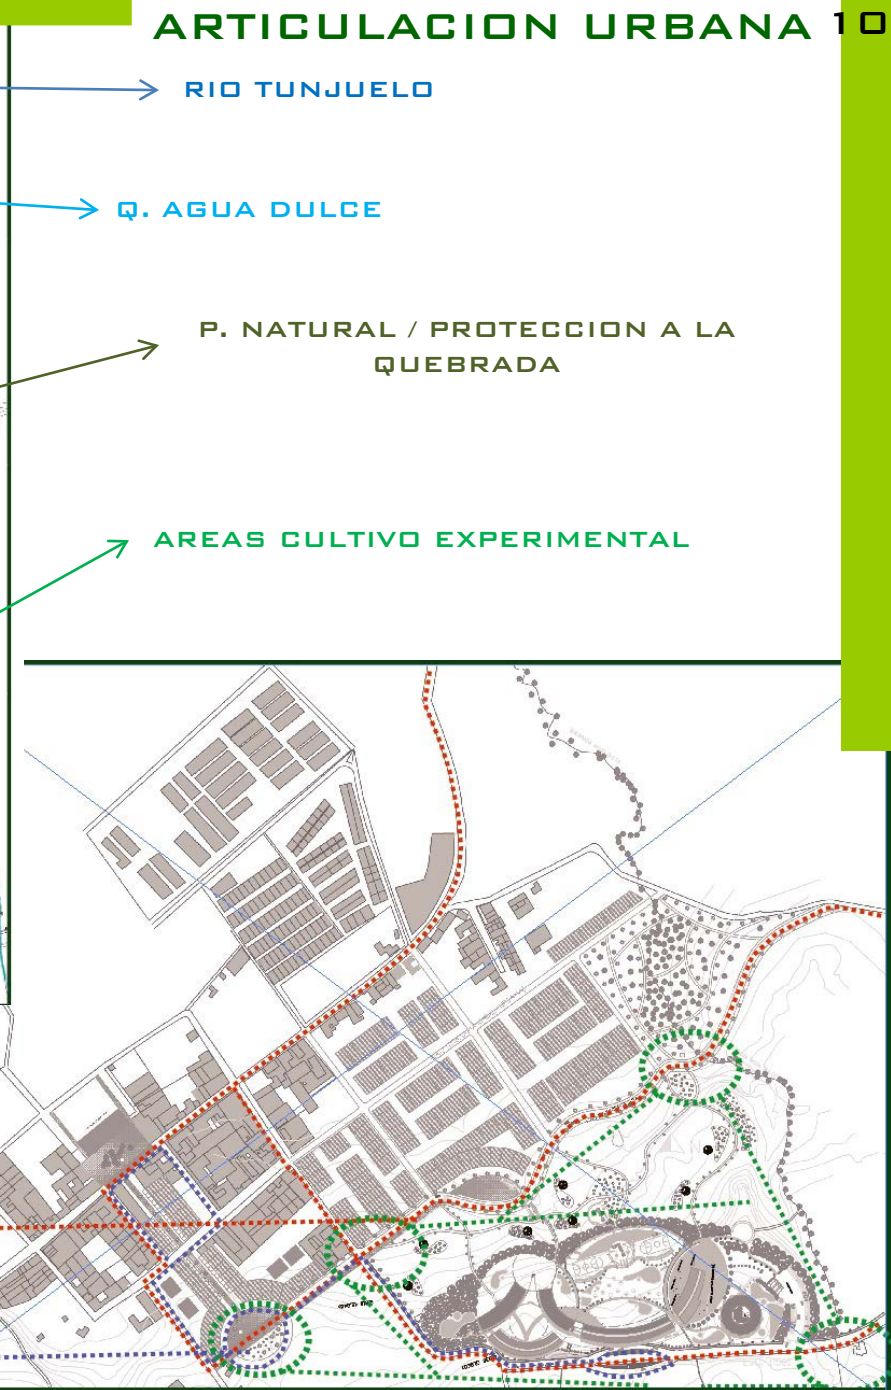 ARTICULACION URBANA 10
RIO TUNJUELO
Q. AGUA DULCE
P. NATURAL / PROTECCION A LA
QUEBRADA
AREAS CULTIVO EXPERIMENTAL